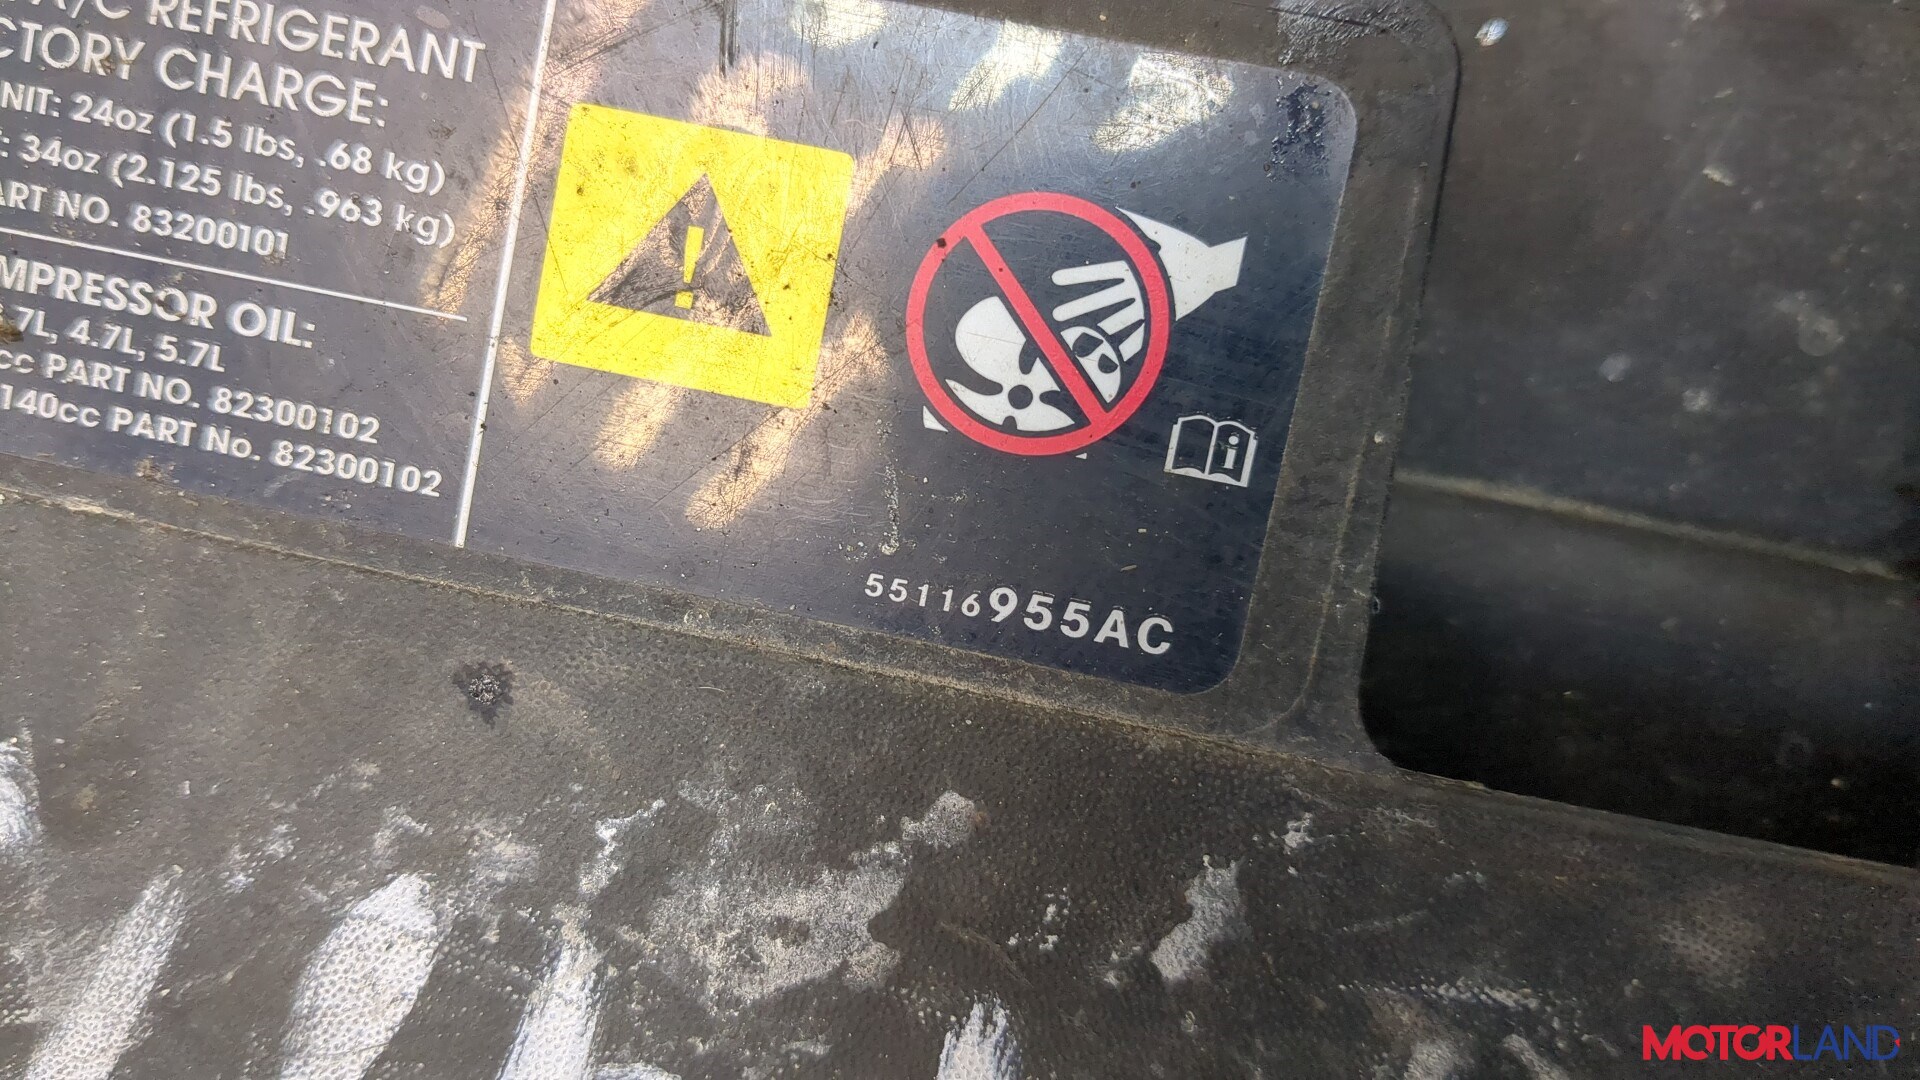 A/C REFRIGERANT
CTORY CHARGE:
NIT: 24oz (1.5 lbs, .68 kg)
: 34oz (2.125 lbs, .963 kg)
ART NO. 83200101
MPRESSOR OIL:
.7L, 4.7L, 5.7L
cc PART NO. 82300102
140cc PART No. 82300102
!
i
55116955AC
MOTORLAND